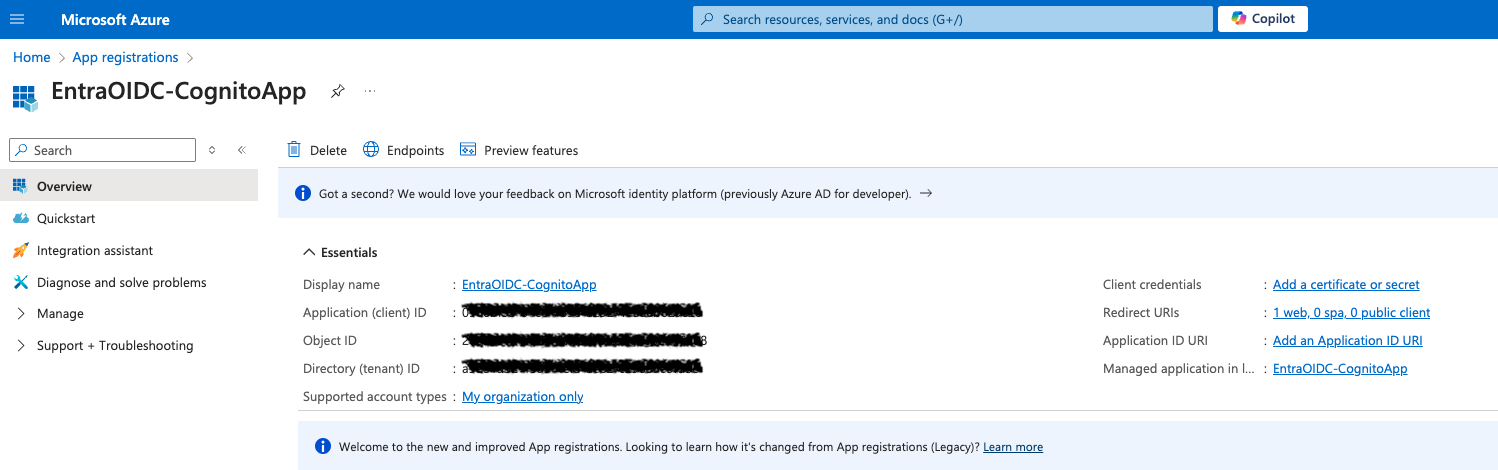 Microsoft Azure
Search resources, services, and docs (G+/)
Copilot
Home > App registrations >
EntraOIDC-CognitoApp
Search
Overview
Quickstart
Integration assistant
Diagnose and solve problems
Manage
Support + Troubleshooting
Delete Endpoints Preview features
Got a second? We would love your feedback on Microsoft identity platform (previously Azure AD for developer).
Essentials
Display name : EntraOIDC-CognitoApp
Application (client) ID :
Object ID :
Directory (tenant) ID :
Supported account types : My organization only
Client credentials : Add a certificate or secret
Redirect URIs : 1 web, 0 spa, 0 public client
Application ID URI : Add an Application ID URI
Managed application in l... : EntraOIDC-CognitoApp
Welcome to the new and improved App registrations. Looking to learn how it's changed from App registrations (Legacy)? Learn more